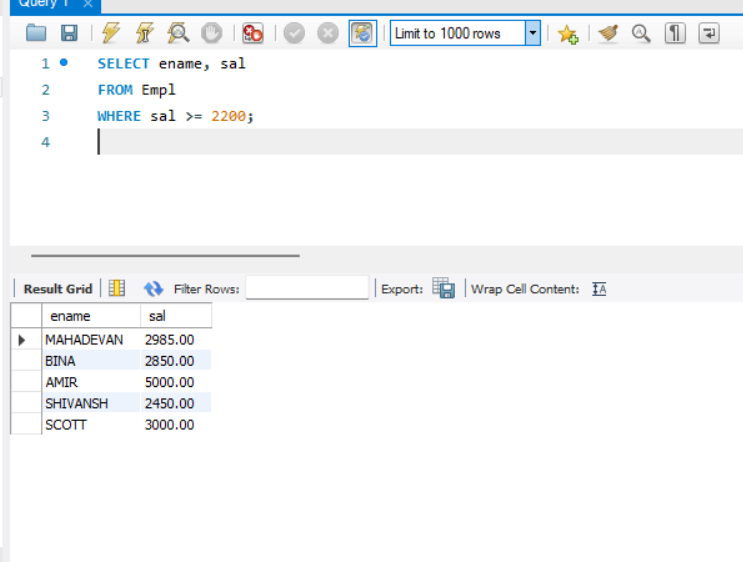 Query 1
Limit to 1000 rows
1 SELECT ename, sal
2 FROM Empl
3 WHERE sal >= 2200;
4
Result Grid Filter Rows: Export: Wrap Cell Content:
ename sal
MAHADEVAN 2985.00
BINA 2850.00
AMIR 5000.00
SHIVANSH 2450.00
SCOTT 3000.00